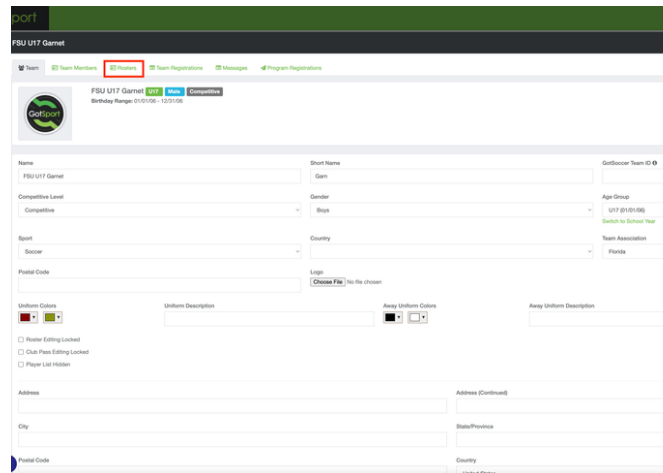 port
FSU U17 Garnet
Team Team Members Rosters Team Registrations Messages Program Registrations
FSU U17 Garnet U17 Male Competitive
Birthday Range: 01/01/06 - 12/31/06
GotSport
Name Short Name GotSoccer Team ID
FSU U17 Garnet Garn
Competitive Level Gender Age Group
Competitive Boys U17 (01/01/06)
Switch to School Year
Sport Country Team Association
Soccer Florida
Postal Code Logo
Choose File No file chosen
Uniform Colors Uniform Description Away Uniform Colors Away Uniform Description
Roster Editing Locked
Club Pass Editing Locked
Player List Hidden
Address Address (Continued)
City State/Province
Postal Code Country
United States